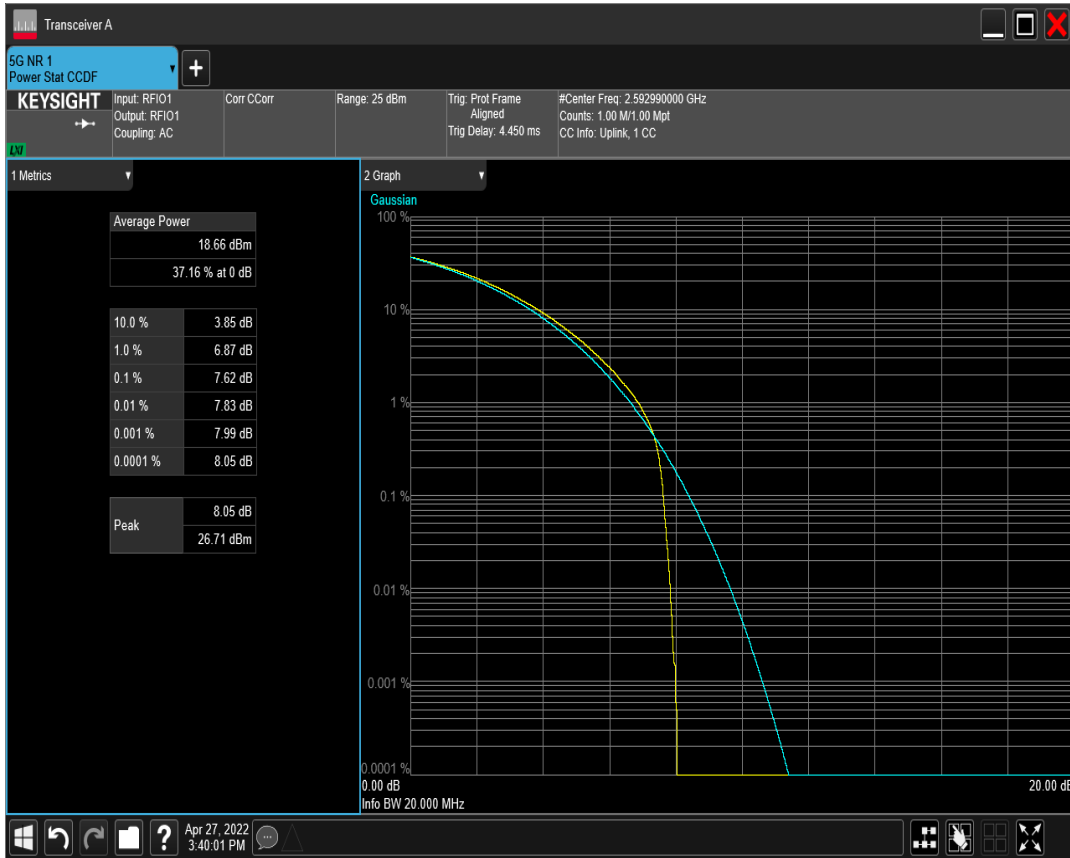 Transceiver A
5G NR 1
Power Stat CCDF
+
KEYSIGHT
LXI
Input: RFIO1
Output: RFIO1
Coupling: AC
Corr CCorr
Range: 25 dBm
Trig: Prot Frame
Aligned
Trig Delay: 4.450 ms
#Center Freq: 2.592990000 GHz
Counts: 1.00 M/1.00 Mpt
CC Info: Uplink, 1 CC
1 Metrics
Average Power
18.66 dBm
37.16 % at 0 dB
10.0 % 3.85 dB
1.0 % 6.87 dB
0.1 % 7.62 dB
0.01 % 7.83 dB
0.001 % 7.99 dB
0.0001 % 8.05 dB
Peak
8.05 dB
26.71 dBm
2 Graph
Gaussian
100 %
10 %
1 %
0.1 %
0.01 %
0.001 %
0.0001 %
0.00 dB 20.00 dB
Info BW 20.000 MHz
? Apr 27, 2022
3:40:01 PM